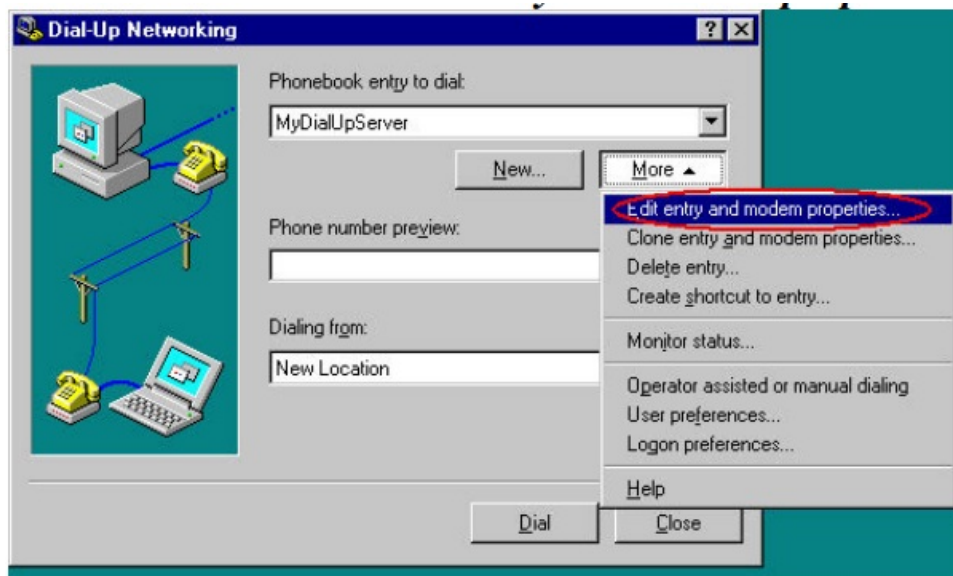 Dial-Up Networking
Phonebook entry to dial:
MyDialUpServer
New...
More
Edit entry and modem properties...
Clone entry and modem properties...
Delete entry...
Create shortcut to entry...
Monitor status...
Operator assisted or manual dialing
User preferences...
Logon preferences...
Help
Phone number preview:
Dialing from:
New Location
Dial
Close